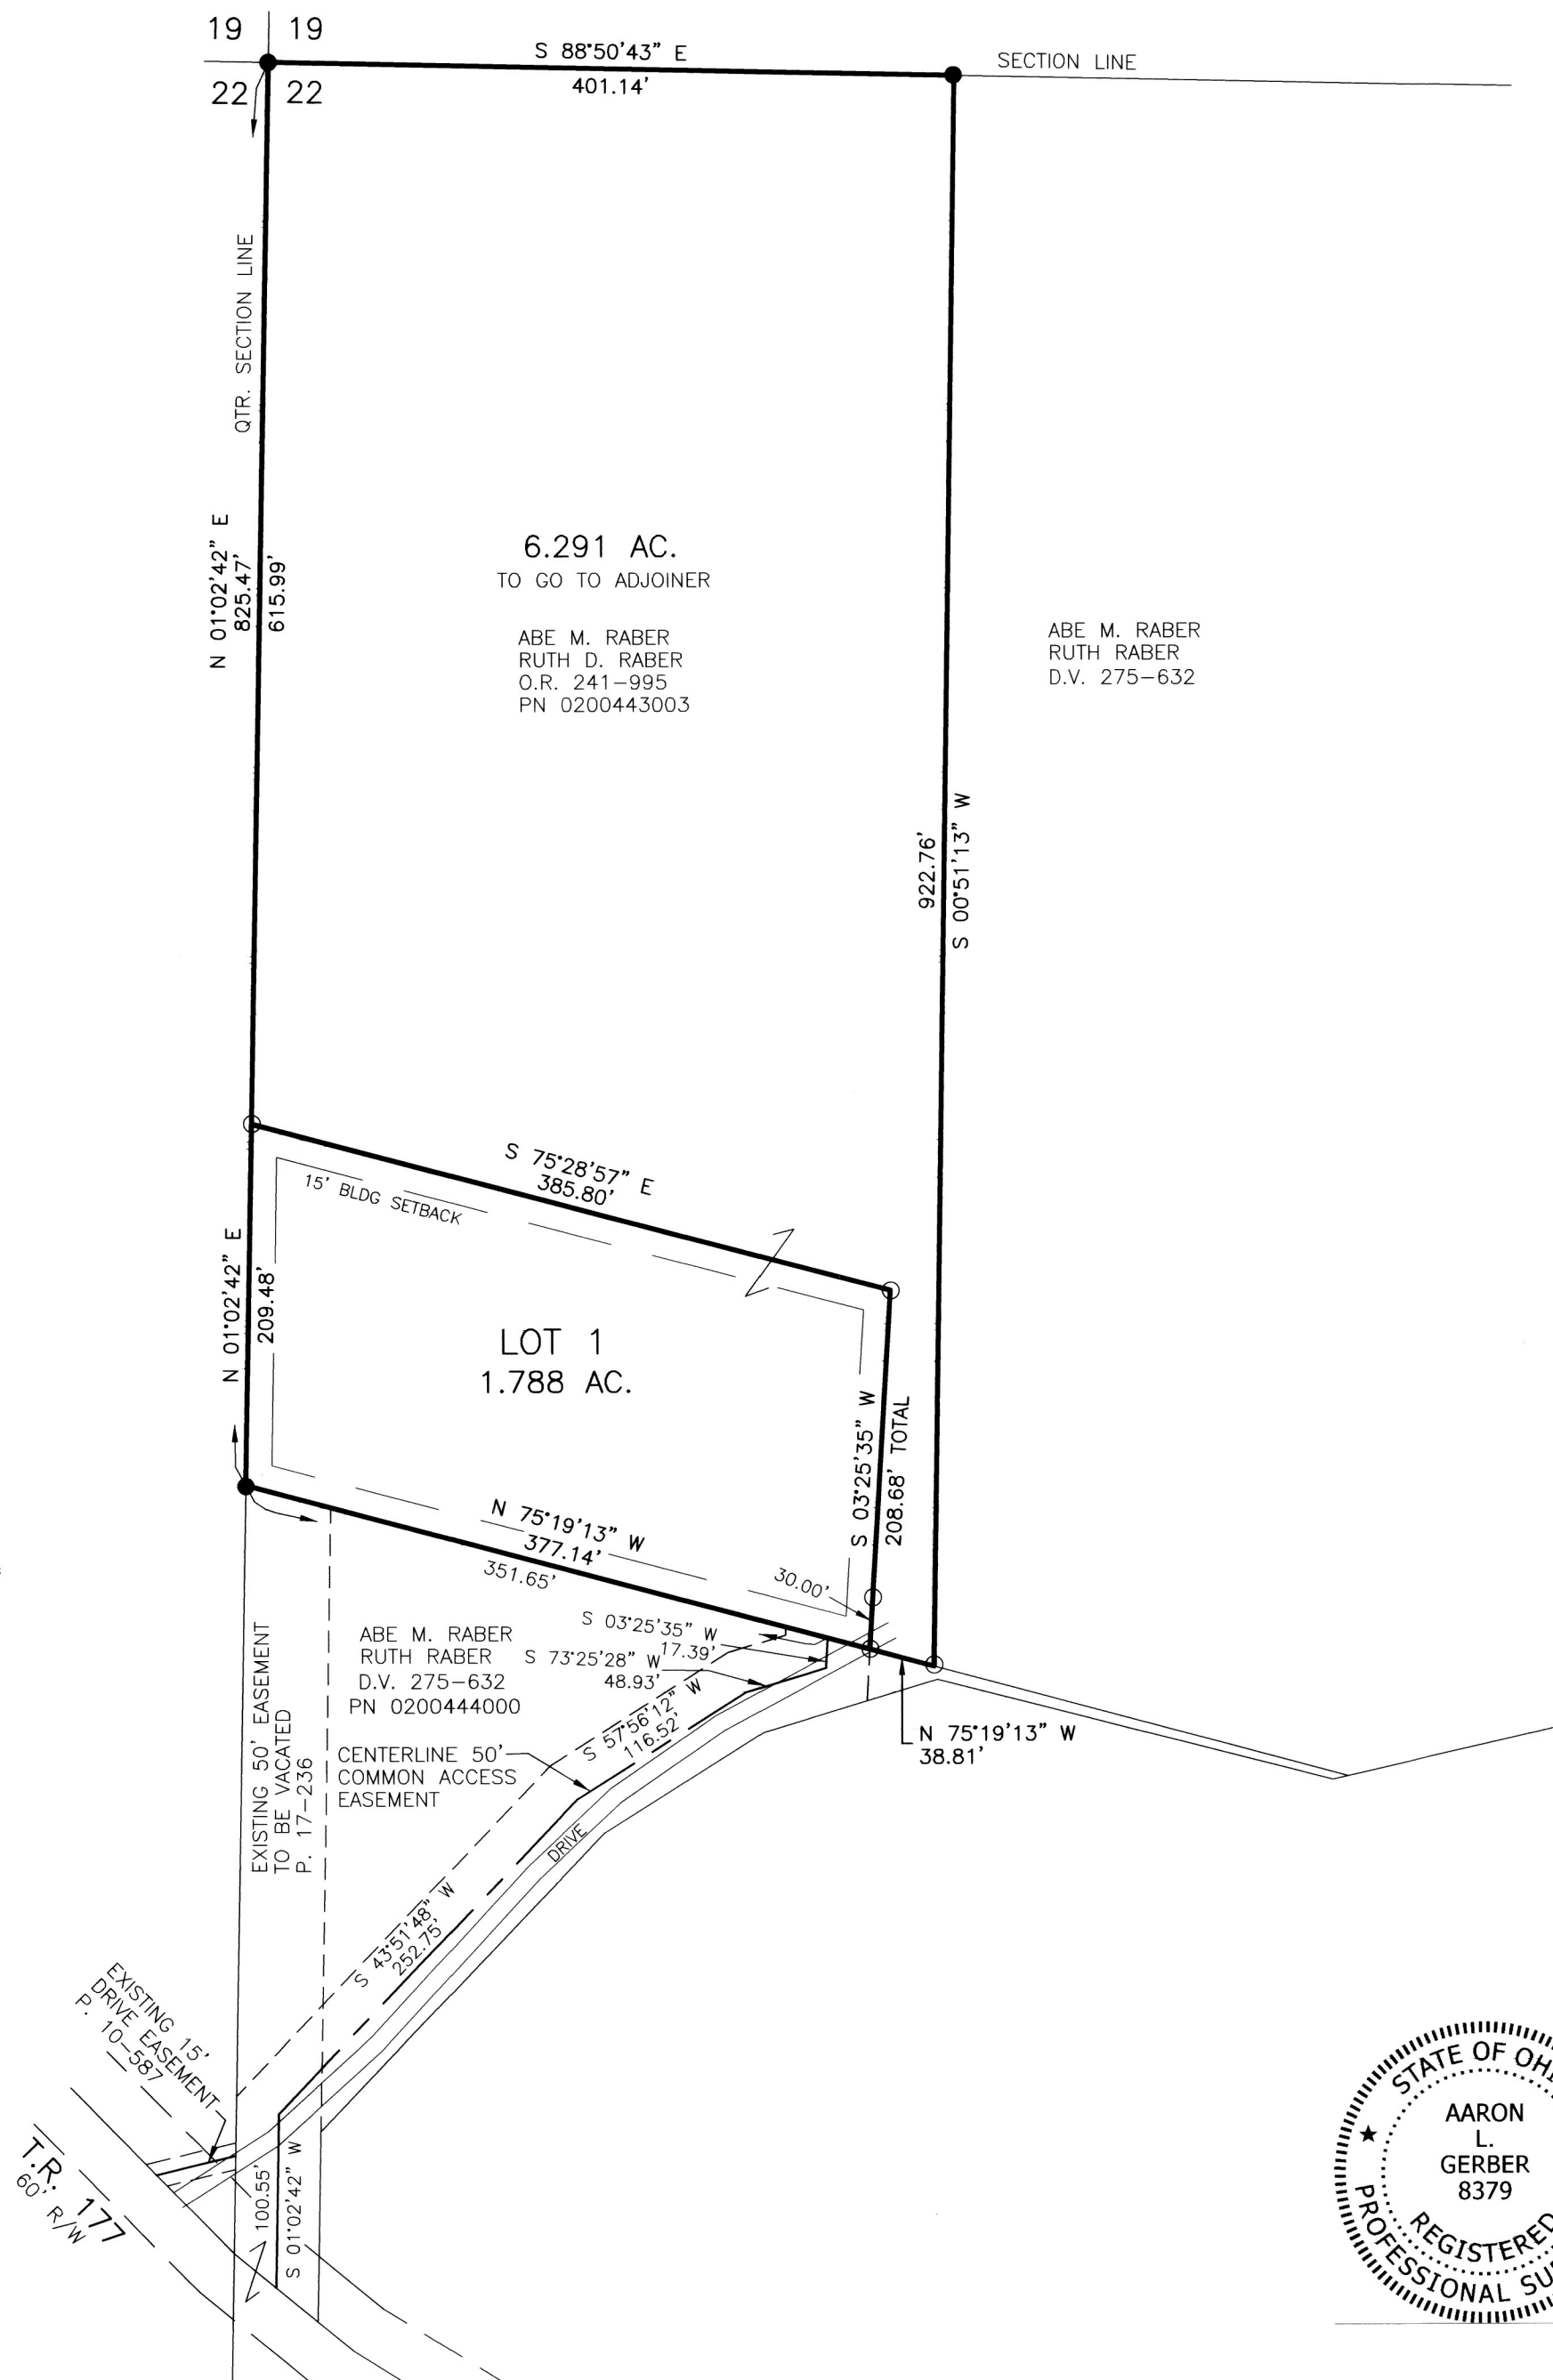 19 19
22 22
S 88°50'43" E
401.14'
SECTION LINE
QTR. SECTION LINE
N 01°02'42" E
825.47'
615.99'
6.291 AC.
TO GO TO ADJOINER
ABE M. RABER
RUTH D. RABER
O.R. 241-995
PN 0200443003
ABE M. RABER
RUTH RABER
D.V. 275-632
922.76'
S 00°51'13" W
S 75°28'57" E
385.80'
15' BLDG SETBACK
N 01°02'42" E
209.48'
LOT 1
1.788 AC.
S 03°25'35" W
208.68' TOTAL
N 75°19'13" W
377.14'
351.65'
30.00'
S 03°25'35" W
17.39'
S 73°25'28" W
48.93'
ABE M. RABER
RUTH RABER
D.V. 275-632
PN 0200444000
S 57°56'12" W
116.52'
N 75°19'13" W
38.81'
CENTERLINE 50'
COMMON ACCESS
EASEMENT
EXISTING 50' EASEMENT
TO BE VACATED
P. 17-236
DRIVE
S 43°51'48" W
252.75'
EXISTING 15'
DRIVE EASEMENT
P. 10-587
T.R. 177
60' R/W
100.55'
S 01°02'42" W
STATE OF OHI
AARON
L.
GERBER
8379
REGISTERED
PROFESSIONAL SU